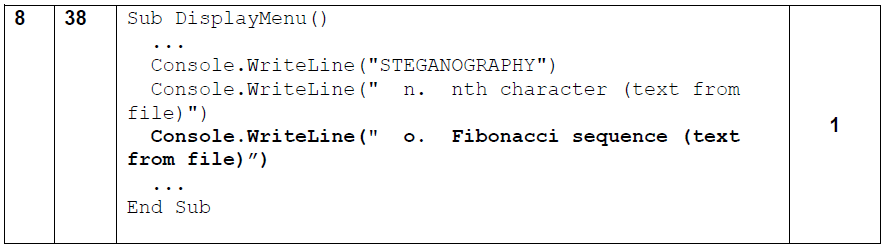 8 38 Sub DisplayMenu()
...
Console.WriteLine("STEGANOGRAPHY")
Console.WriteLine("  n.  nth character (text from
file)")
Console.WriteLine("  o.  Fibonacci sequence (text
from file)”)
1
...
End Sub